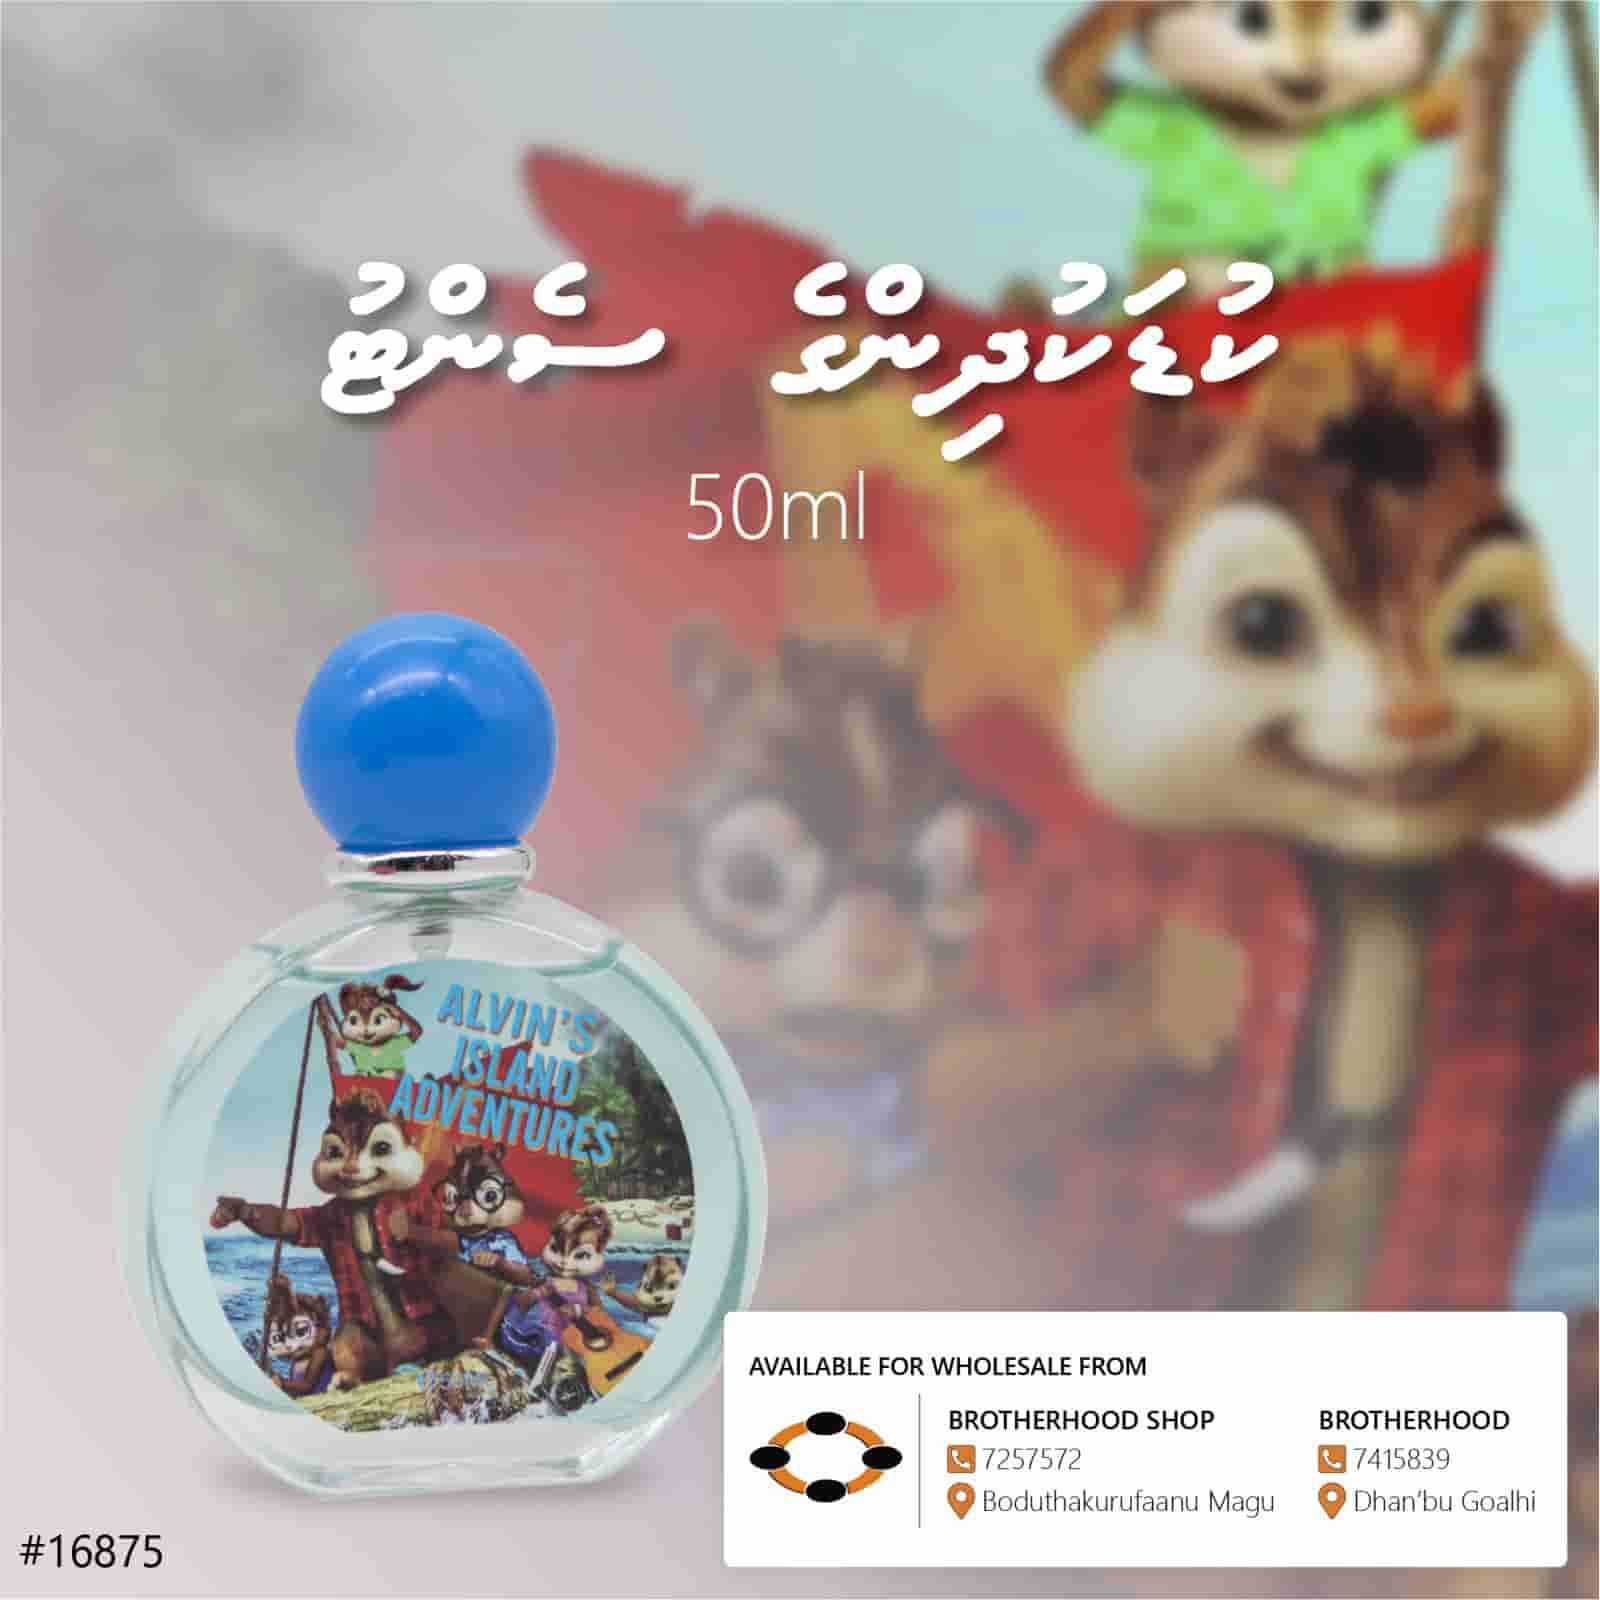 ކުޑަކުދިންގެ ސެންޓު
50ml
ALVIN'S
ISLAND
ADVENTURES
AVAILABLE FOR WHOLESALE FROM
BROTHERHOOD SHOP
7257572
Boduthakurufaanu Magu
BROTHERHOOD
7415839
Dhan'bu Goalhi
#16875